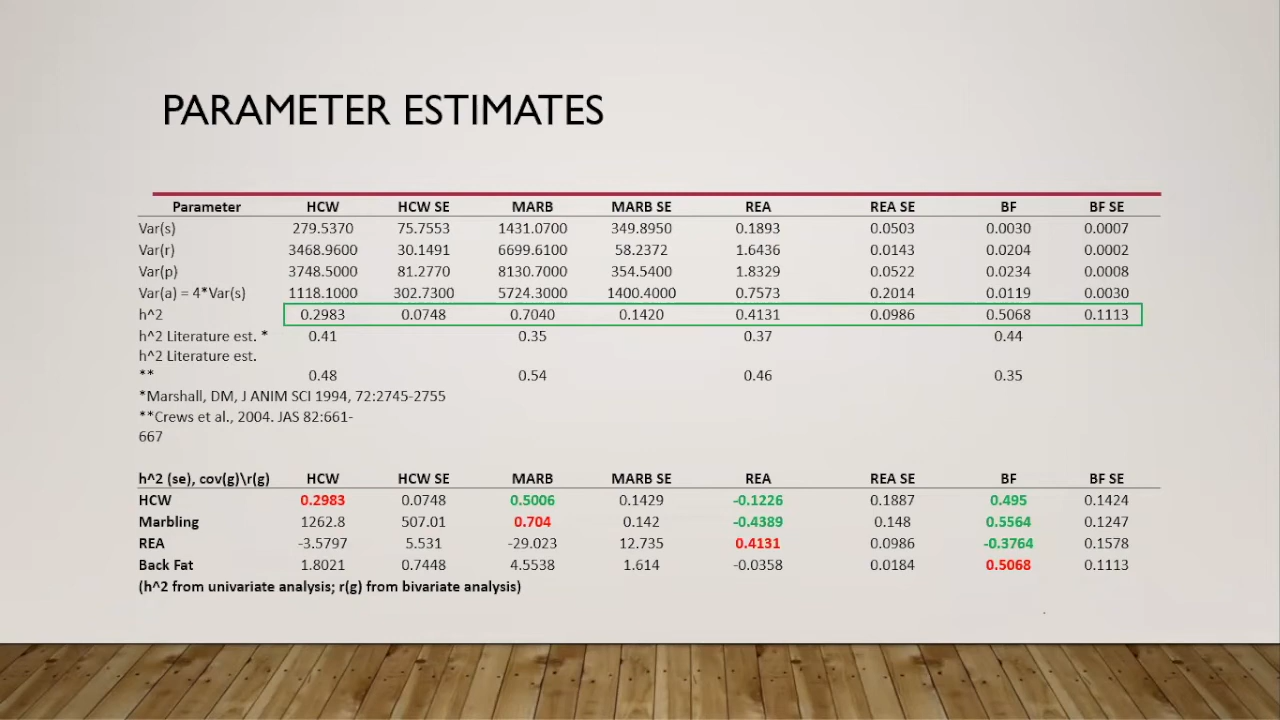 PARAMETER ESTIMATES
Parameter HCW HCW SE MARB MARB SE REA REA SE BF BF SE
Var(s) 279.5370 75.7553 1431.0700 349.8950 0.1893 0.0503 0.0030 0.0007
Var(r) 3468.9600 30.1491 6699.6100 58.2372 1.6436 0.0143 0.0204 0.0002
Var(p) 3748.5000 81.2770 8130.7000 354.5400 1.8329 0.0522 0.0234 0.0008
Var(a) = 4*Var(s) 1118.1000 302.7300 5724.3000 1400.4000 0.7573 0.2014 0.0119 0.0030
h^2 0.2983 0.0748 0.7040 0.1420 0.4131 0.0986 0.5068 0.1113
h^2 Literature est. * 0.41 0.35 0.37 0.44
h^2 Literature est.
** 0.48 0.54 0.46 0.35
*Marshall, DM, J ANIM SCI 1994, 72:2745-2755
**Crews et al., 2004. JAS 82:661-
667
h^2 (se), cov(g)\r(g) HCW HCW SE MARB MARB SE REA REA SE BF BF SE
HCW 0.2983 0.0748 0.5006 0.1429 -0.1226 0.1887 0.495 0.1424
Marbling 1262.8 507.01 0.704 0.142 -0.4389 0.148 0.5564 0.1247
REA -3.5797 5.531 -29.023 12.735 0.4131 0.0986 -0.3764 0.1578
Back Fat 1.8021 0.7448 4.5538 1.614 -0.0358 0.0184 0.5068 0.1113
(h^2 from univariate analysis; r(g) from bivariate analysis)